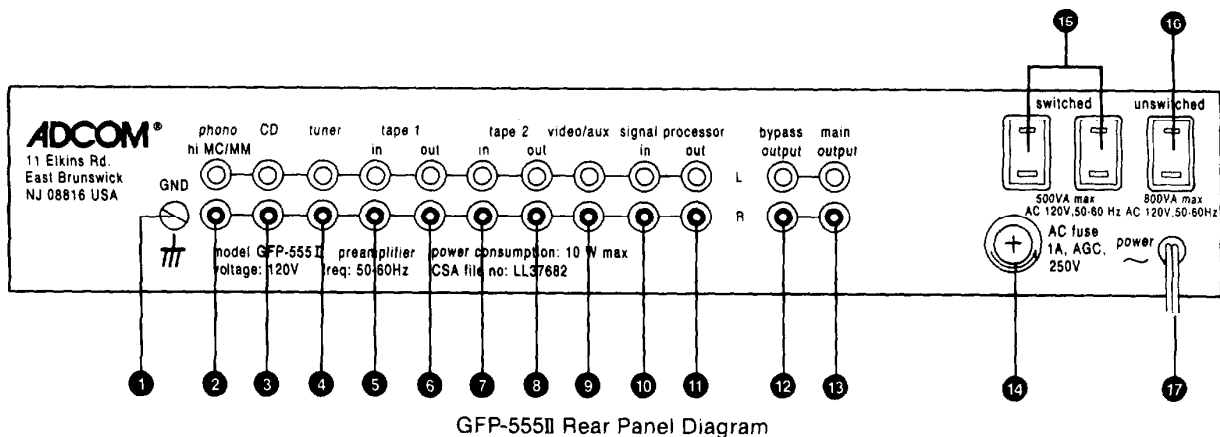 15 16
ADCOM®
11 Elkins Rd.
East Brunswick
NJ 08816 USA
GND
phono CD tuner tape 1 tape 2 video/aux signal processor bypass main
hi MC/MM in out in out in out output output
L
R
switched unswitched
500VA max 800VA max
AC 120V,50-60 Hz AC 120V,50-60Hz
AC fuse
1A, AGC,
250V
power
~
model GFP-555II preamplifier power consumption: 10 W max
voltage: 120V freq: 50-60Hz CSA file no: LL37682
1 2 3 4 5 6 7 8 9 10 11 12 13 14 17
GFP-555II Rear Panel Diagram